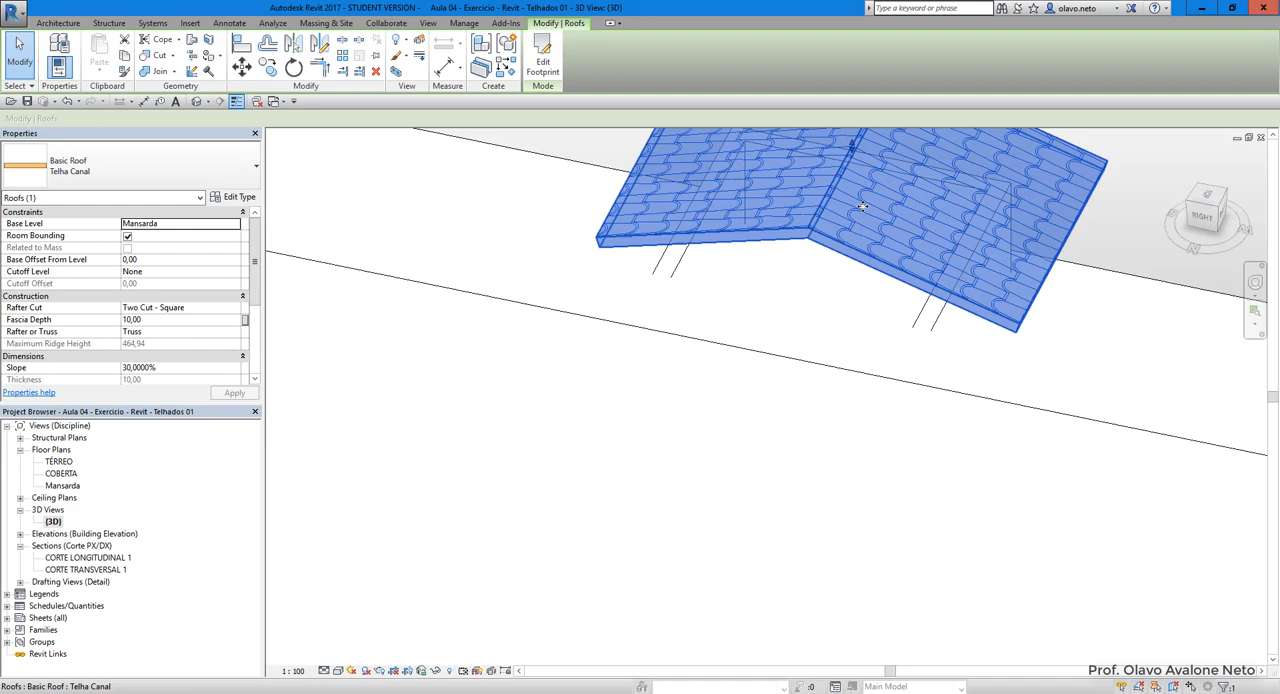 Autodesk Revit 2017 - STUDENT VERSION - Aula 04 - Exercicio - Revit - Telhados 01 - 3D View: {3D}
Type a keyword or phrase
olavo.neto
Architecture Structure Systems Insert Annotate Analyze Massing & Site Collaborate View Manage Add-Ins Modify | Roofs
Modify
Paste
Cope
Cut
Join
Edit
Footprint
Select Properties Clipboard Geometry Modify View Measure Create Mode
Modify | Roofs
Properties
Basic Roof
Telha Canal
Roofs (1) Edit Type
Constraints
Base Level Mansarda
Room Bounding
Related to Mass
Base Offset From Level 0,00
Cutoff Level None
Cutoff Offset 0,00
Construction
Rafter Cut Two Cut - Square
Fascia Depth 10,00
Rafter or Truss Truss
Maximum Ridge Height 464,94
Dimensions
Slope 30,0000%
Thickness 10,00
Properties help Apply
Project Browser - Aula 04 - Exercicio - Revit - Telhados 01
Views (Discipline)
Structural Plans
Floor Plans
TÉRREO
COBERTA
Mansarda
Ceiling Plans
3D Views
{3D}
Elevations (Building Elevation)
Sections (Corte PX/DX)
CORTE LONGITUDINAL 1
CORTE TRANSVERSAL 1
Drafting Views (Detail)
Legends
Schedules/Quantities
Sheets (all)
Families
Groups
Revit Links
RIGHT
1 : 100
Prof. Olavo Avalone Neto
Roofs : Basic Roof : Telha Canal
:0
Main Model
:1